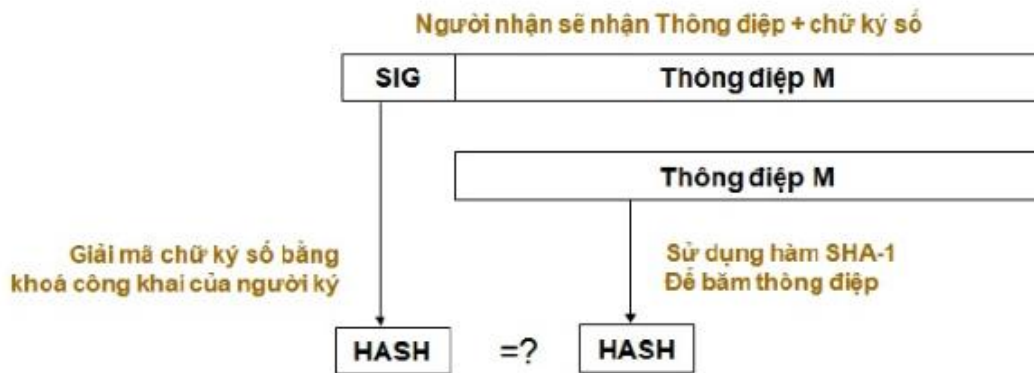 Người nhận sẽ nhận Thông điệp + chữ ký số
SIG Thông điệp M
Thông điệp M
Giải mã chữ ký số bằng
khoá công khai của người ký
Sử dụng hàm SHA-1
Để băm thông điệp
HASH =? HASH